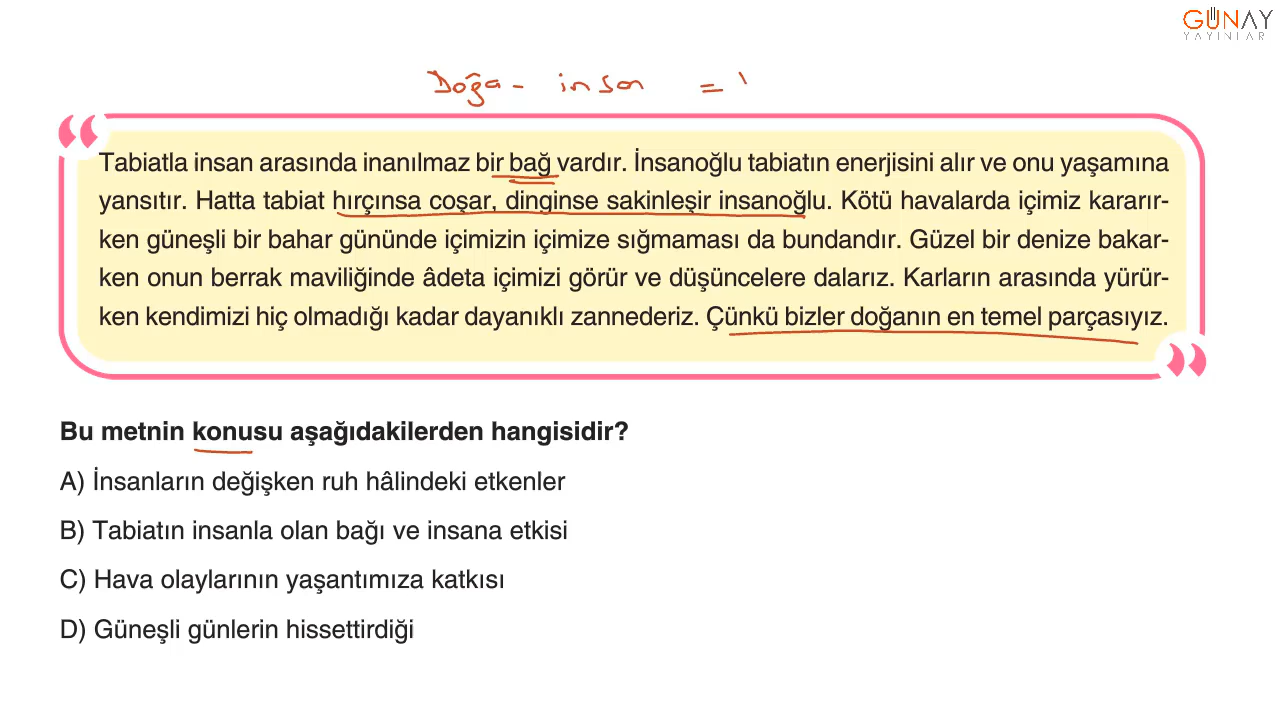 GÜNAY
YAYINLAR
Doğa - insan =
Tabiatla insan arasında inanılmaz bir bağ vardır. İnsanoğlu tabiatın enerjisini alır ve onu yaşamına
yansıtır. Hatta tabiat hırçınsa coşar, dinginse sakinleşir insanoğlu. Kötü havalarda içimiz kararır-
ken güneşli bir bahar gününde içimizin içimize sığmaması da bundandır. Güzel bir denize bakar-
ken onun berrak maviliğinde âdeta içimizi görür ve düşüncelere dalarız. Karların arasında yürür-
ken kendimizi hiç olmadığı kadar dayanıklı zannederiz. Çünkü bizler doğanın en temel parçasıyız.
Bu metnin konusu aşağıdakilerden hangisidir?
A) İnsanların değişken ruh hâlindeki etkenler
B) Tabiatın insanla olan bağı ve insana etkisi
C) Hava olaylarının yaşantımıza katkısı
D) Güneşli günlerin hissettirdiği